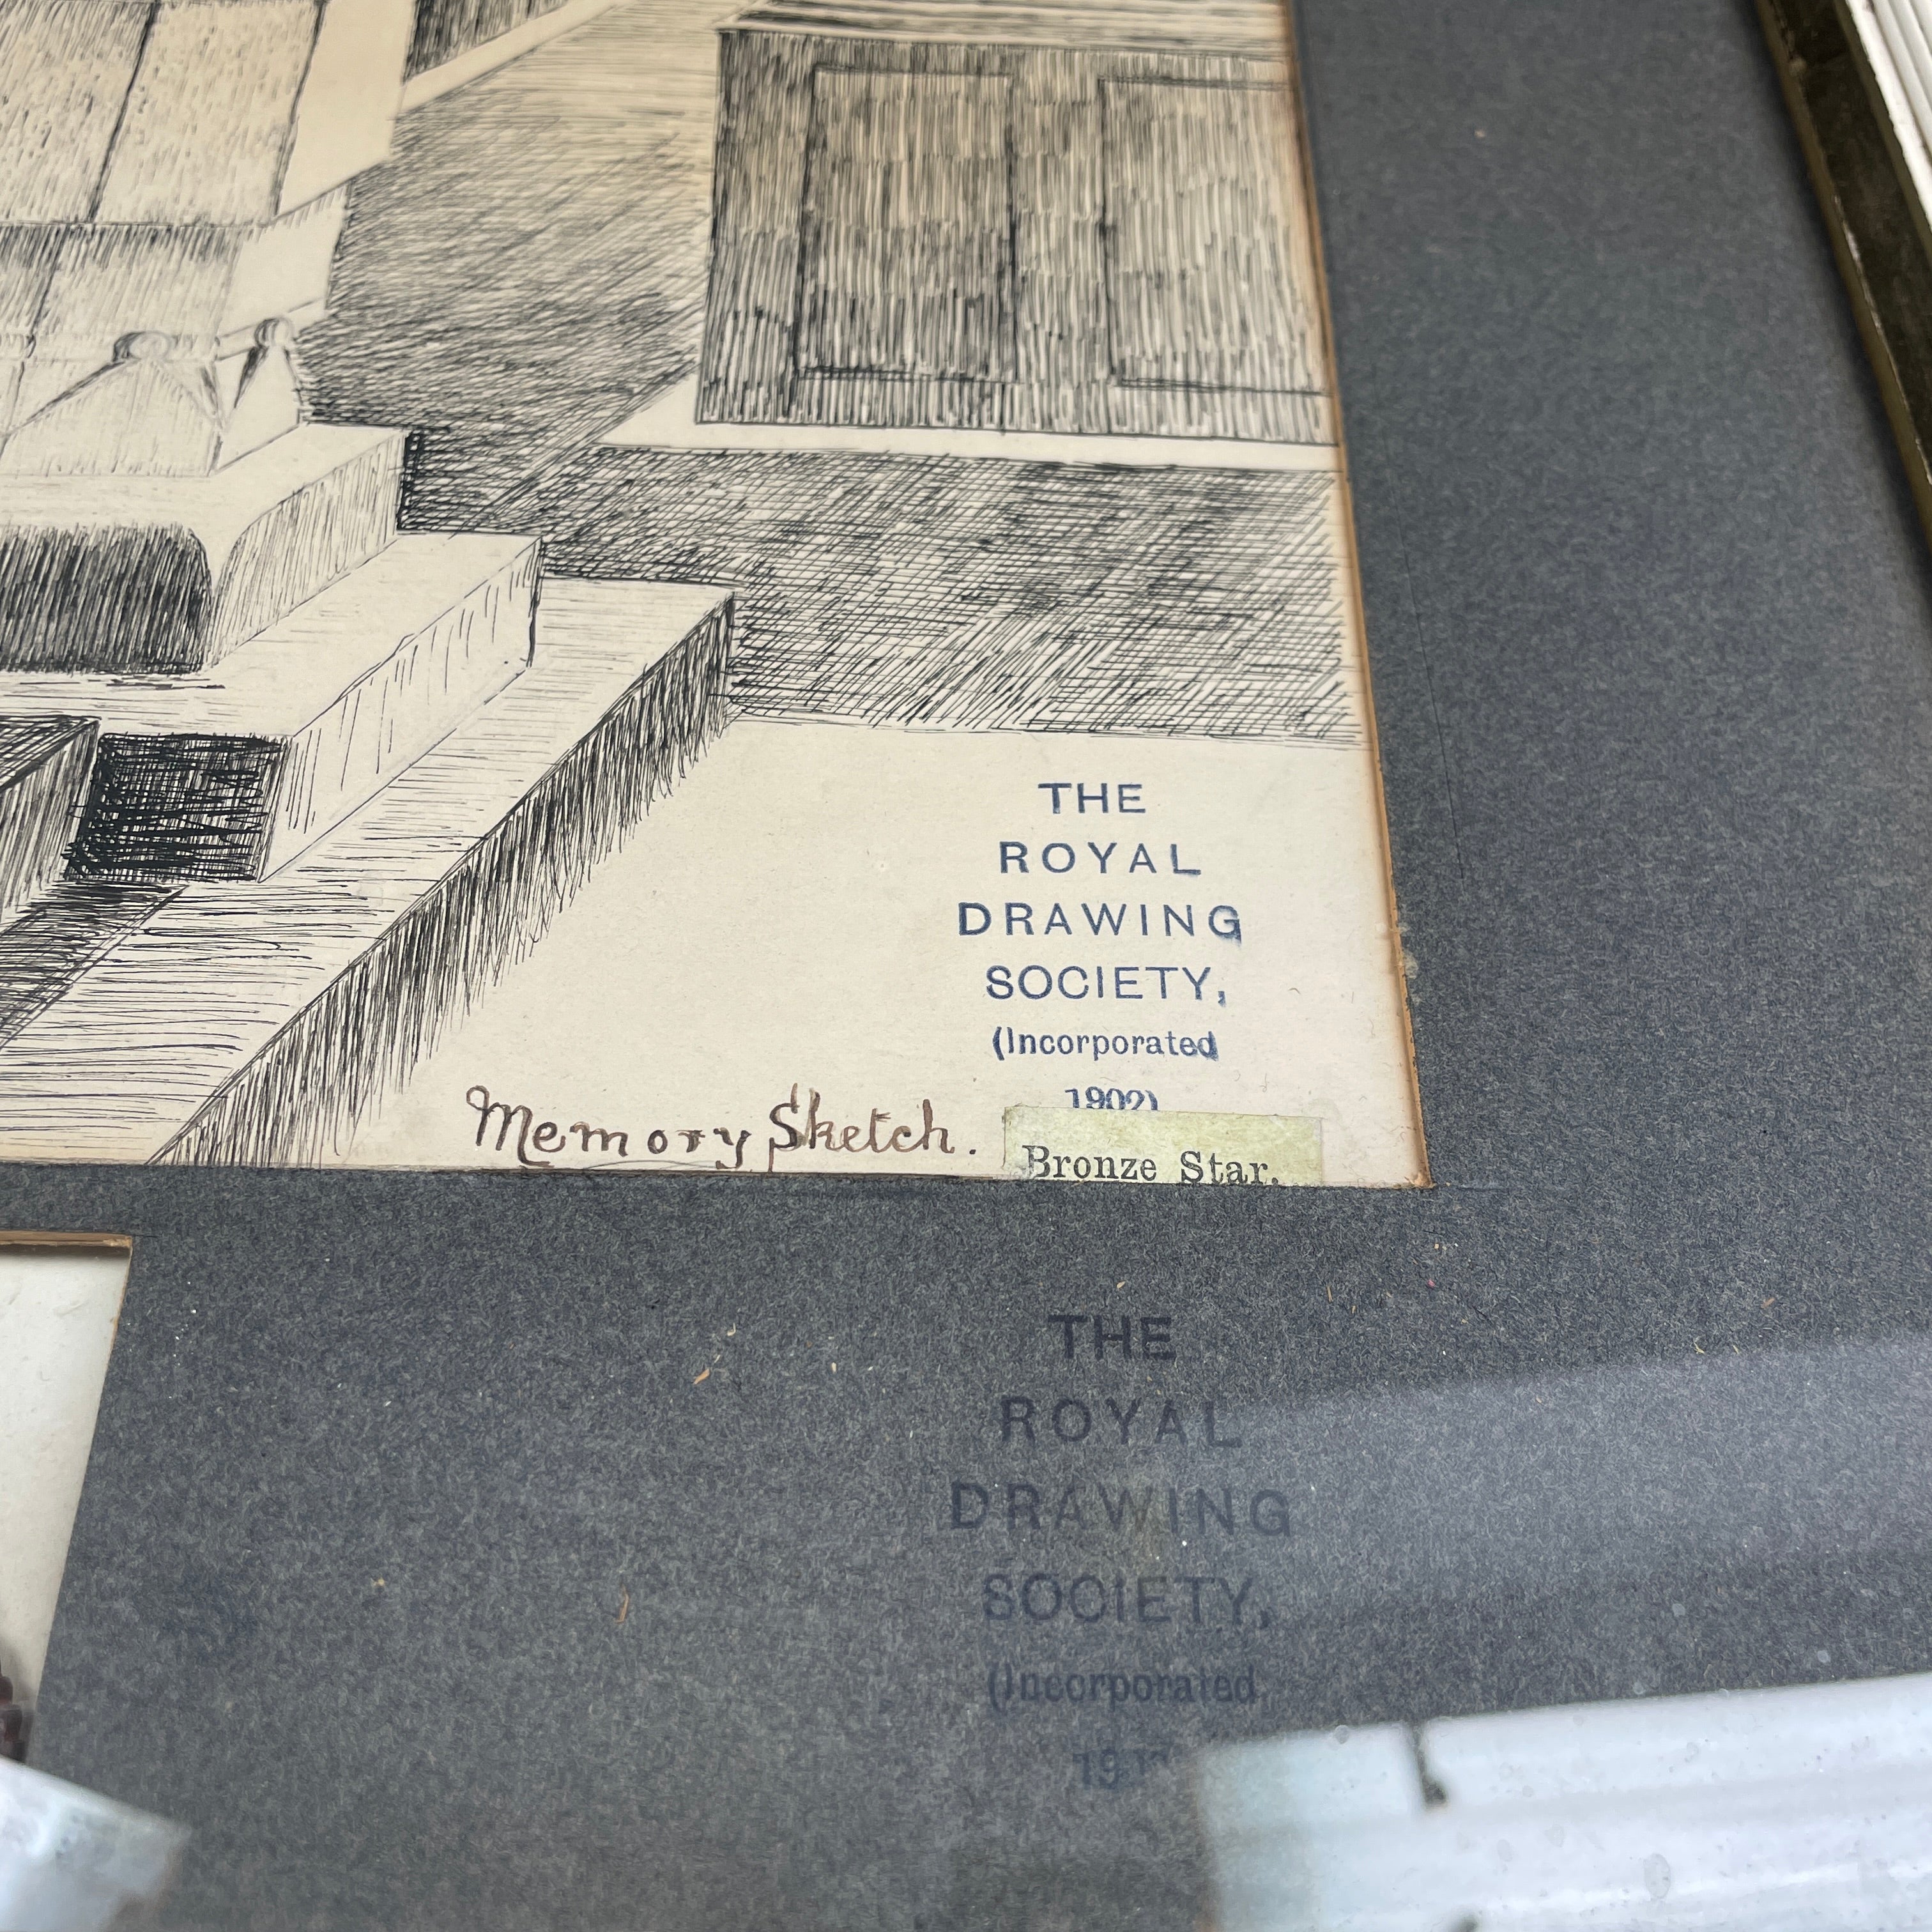 THE
ROYAL
DRAWING
SOCIETY,
(Incorporated
1902)
Memory Sketch.
Bronze Star.
THE
ROYAL
DRAWING
SOCIETY,
(Incorporated